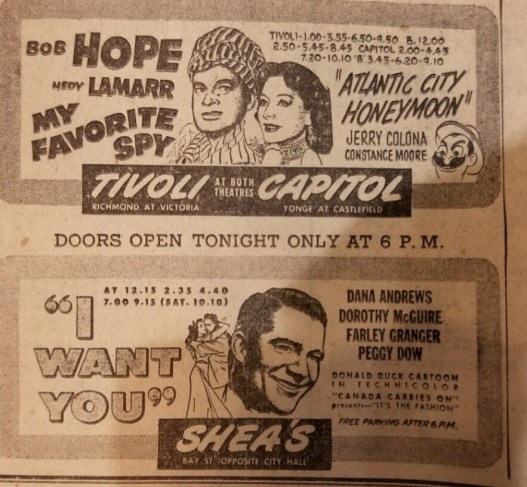 BOB HOPE
HEDY LAMARR
MY
FAVORITE
SPY
TIVOLI-1.00-3.55-6.50-9.50 B. 12.00
2.50-5.45-8.45 CAPITOL 2.00-4.45
7.20-10.10 'B' 3.45-6.20-9.10
"ATLANTIC CITY
HONEYMOON"
JERRY COLONA
CONSTANCE MOORE
TIVOLI AT BOTH THEATRES CAPITOL
RICHMOND AT VICTORIA
YONGE AT CASTLEFIELD
DOORS OPEN TONIGHT ONLY AT 6 P.M.
AT 12.15 2.35 4.40
7.00 9.15 (SAT. 10.10)
"I
WANT
YOU"
DANA ANDREWS
DOROTHY McGUIRE
FARLEY GRANGER
PEGGY DOW
DONALD DUCK CARTOON
IN TECHNICOLOR
"CANADA CARRIES ON"
presents—"IT'S THE FASHION"
FREE PARKING AFTER 6 P.M.
SHEA'S
BAY ST. OPPOSITE CITY HALL